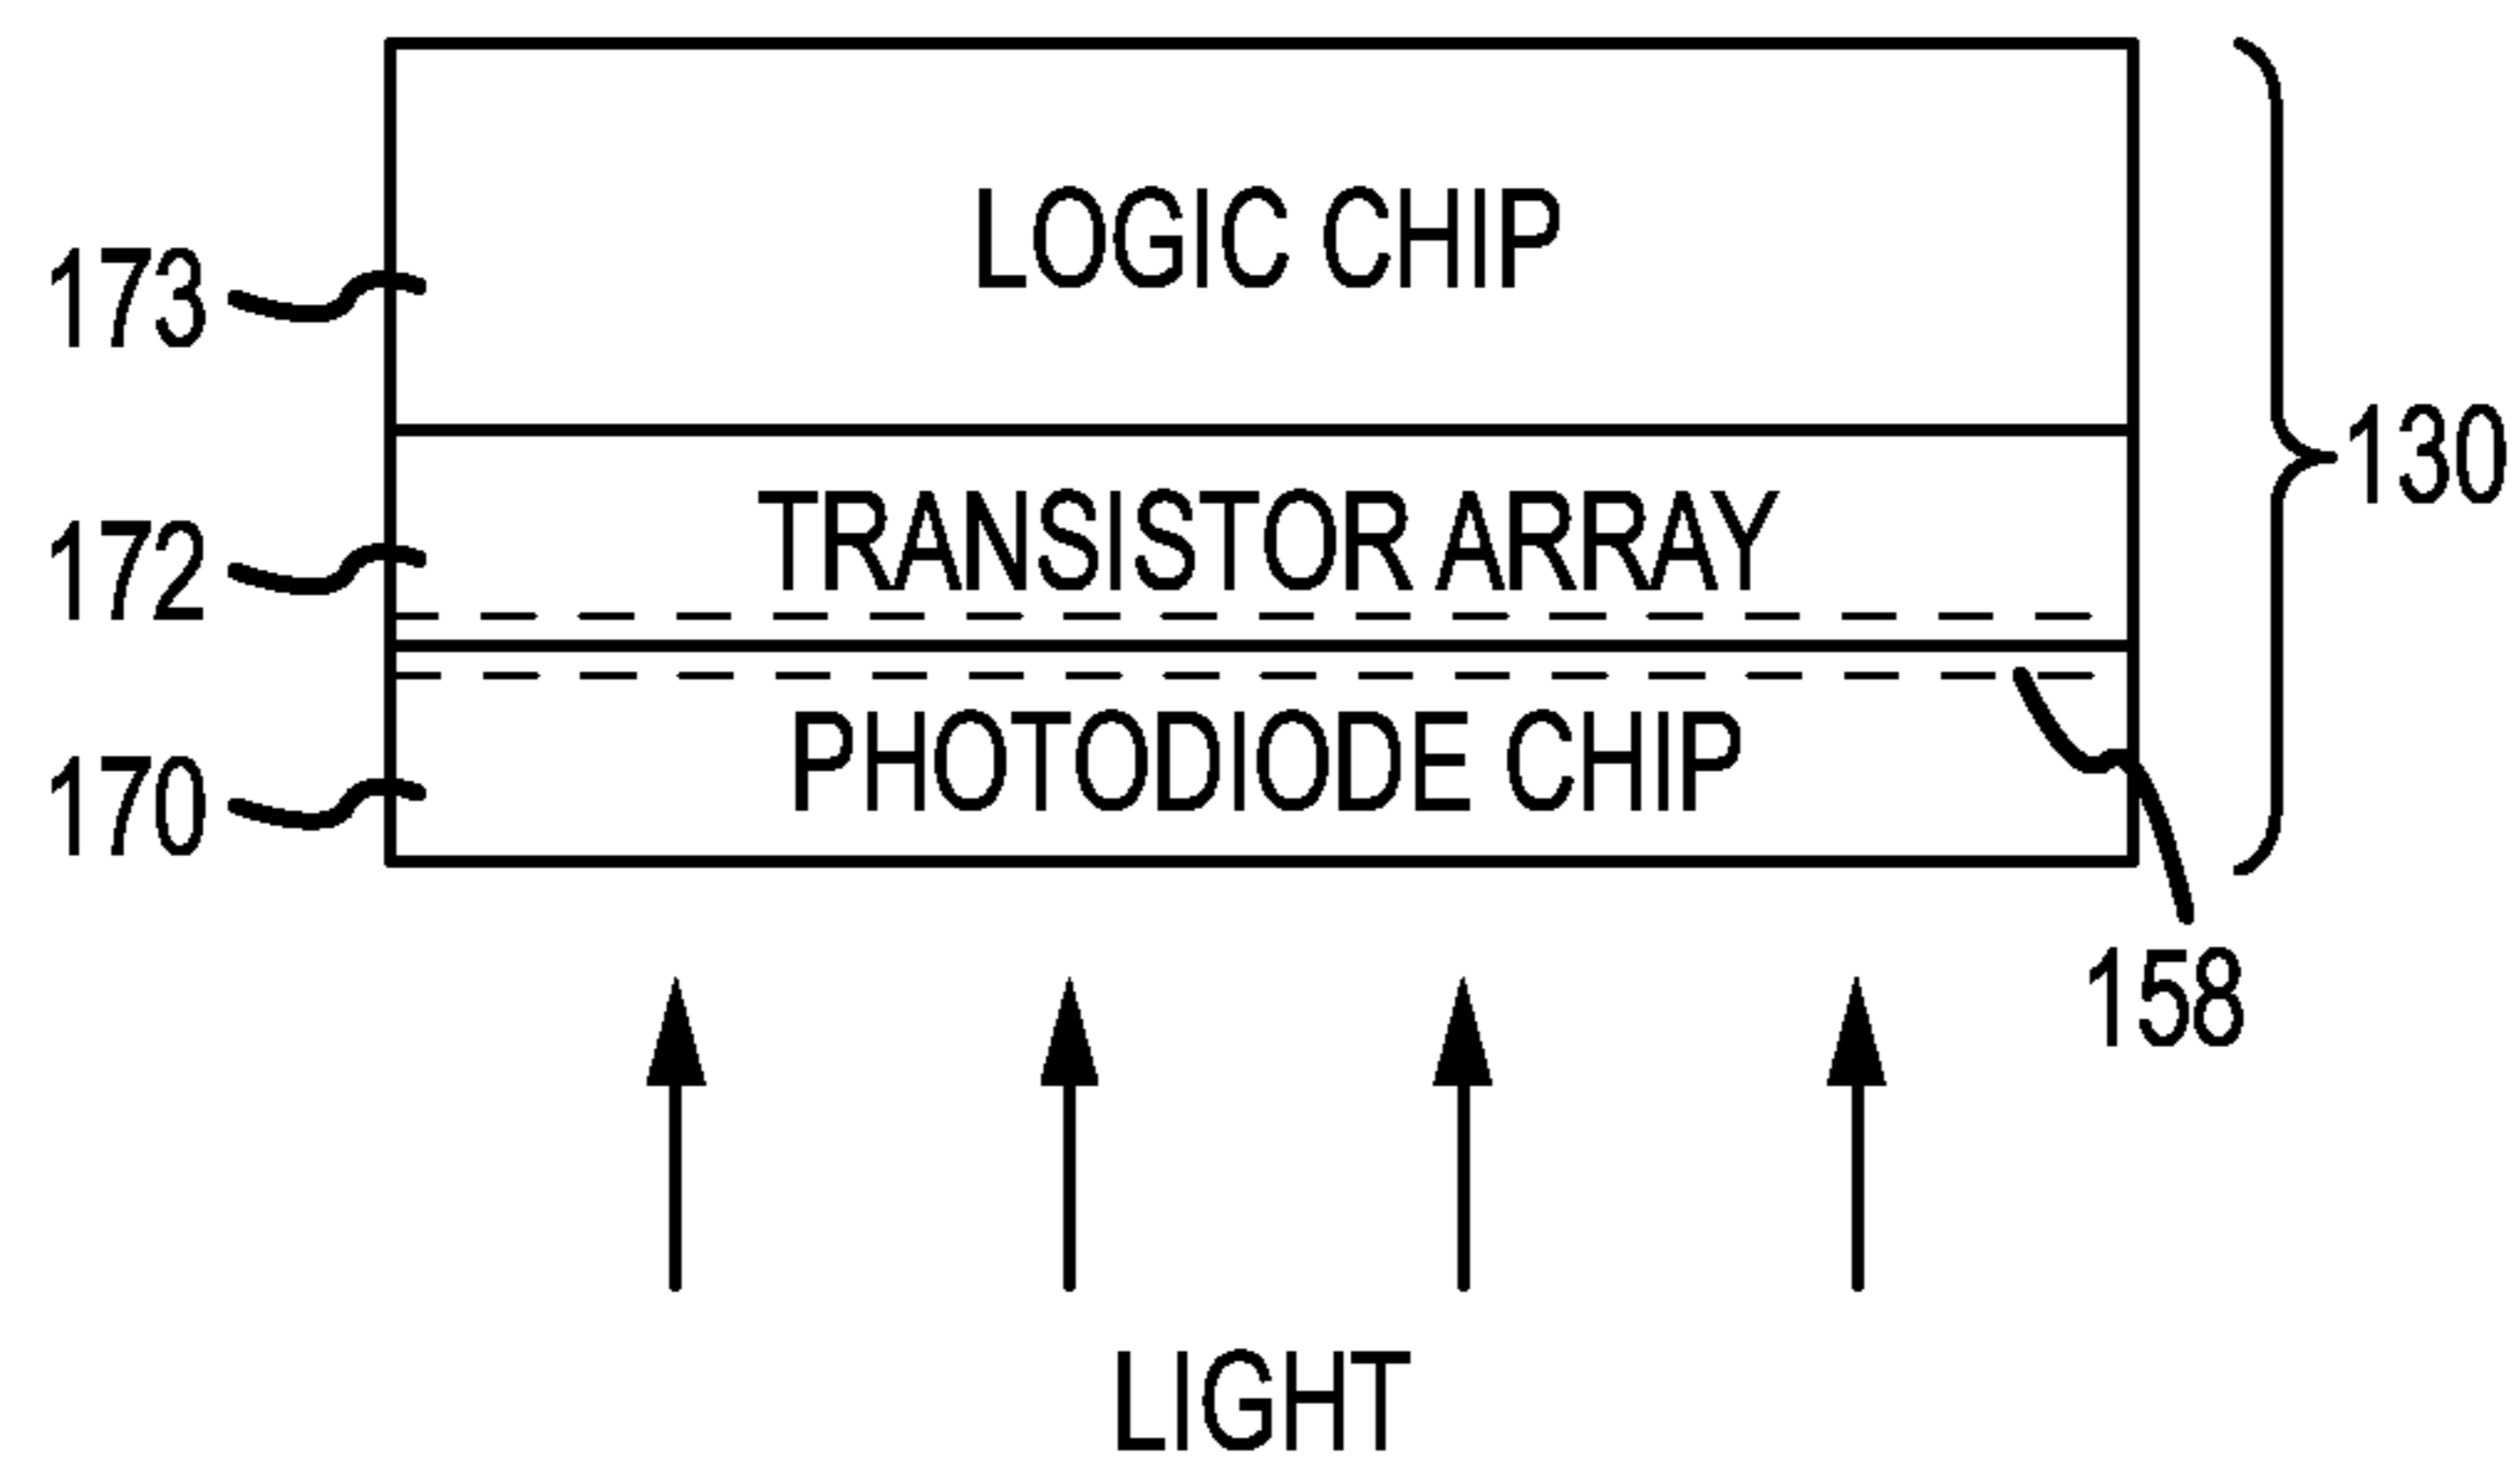 LOGIC CHIP
173
130
TRANSISTOR ARRAY
172
PHOTODIODE CHIP
170
158
LIGHT